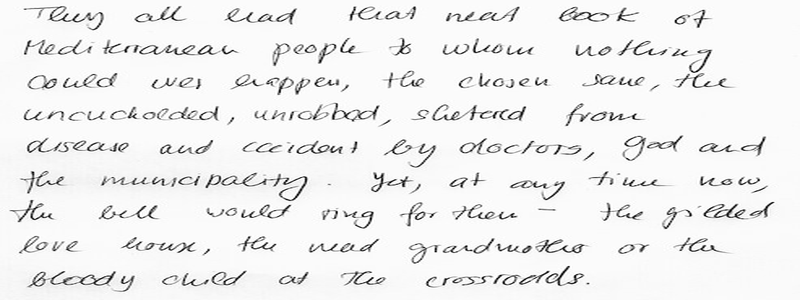 They all had that neat look of
Mediterranean people to whom nothing
could ever happen, the chosen sane, the
uncuckolded, unrobbed, sheltered from
disease and accident by doctors, God and
the municipality. Yet, at any time now,
the bell would ring for them - the gilded
love house, the mad grandmother or the
bloody child at the crossroads.